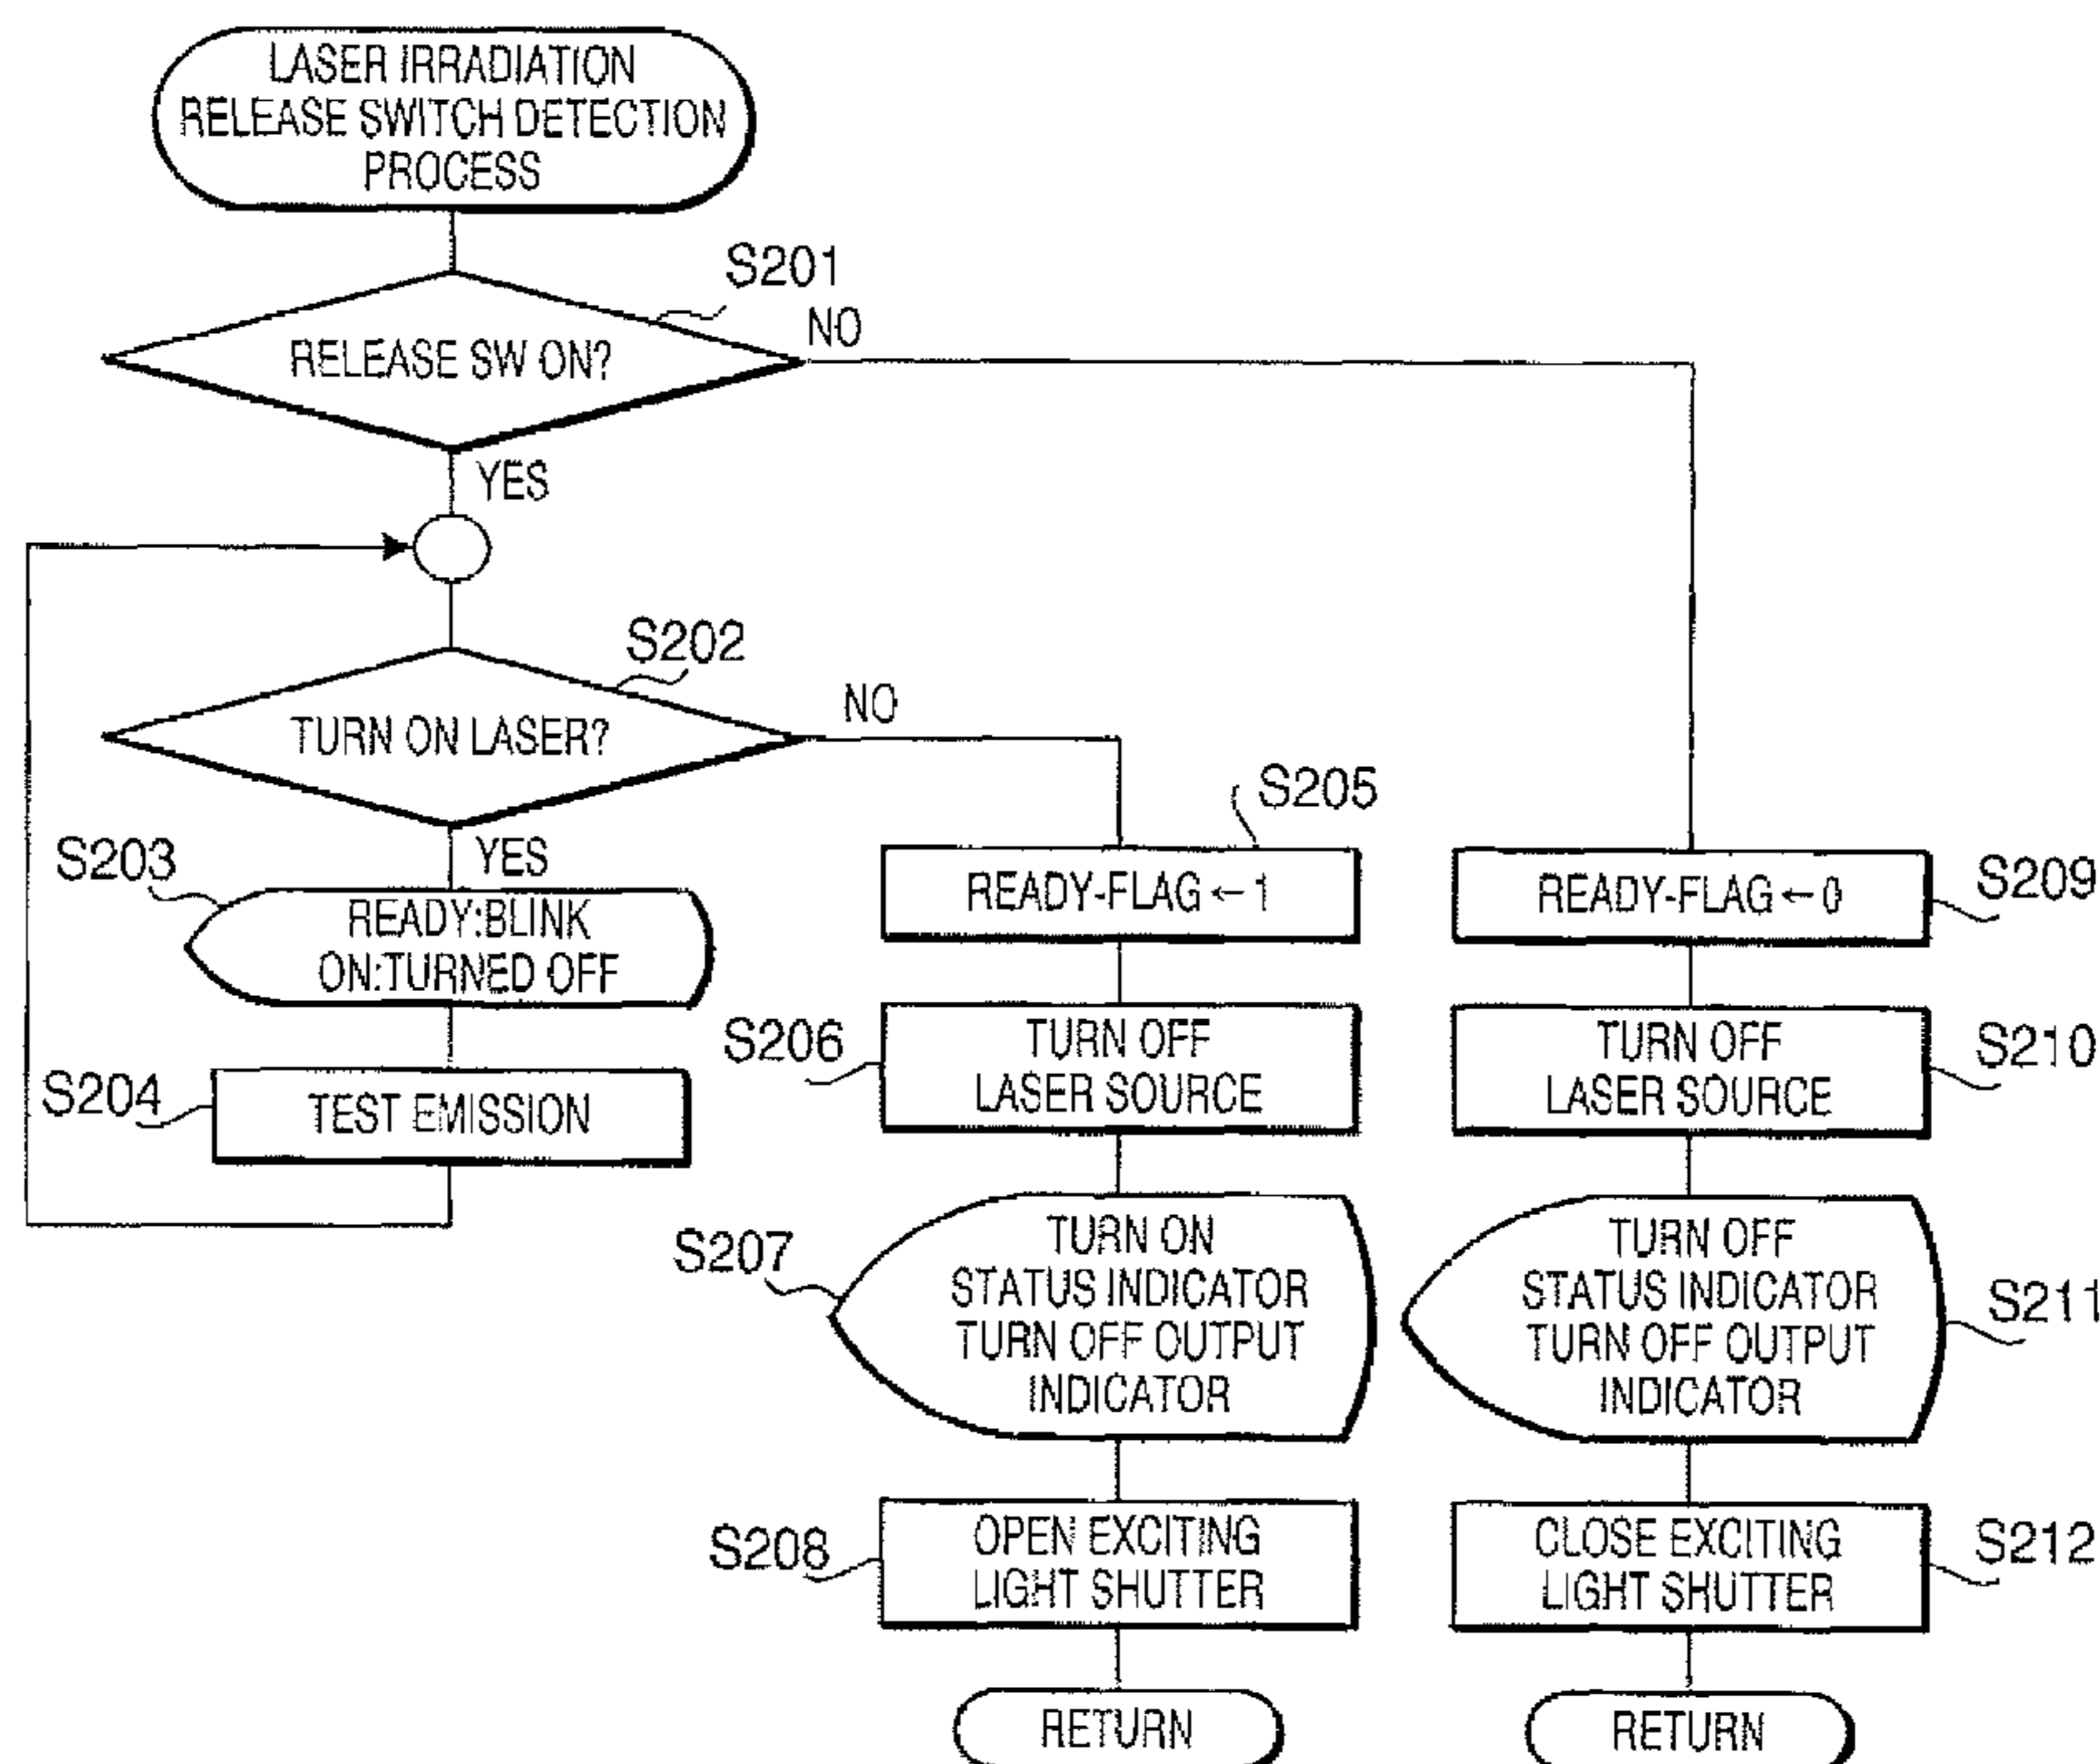 LASER IRRADIATION
RELEASE SWITCH DETECTION
PROCESS
S201
RELEASE SW ON?
NO
YES
S202
TURN ON LASER?
NO
YES
S203
READY:BLINK
ON:TURNED OFF
S204
TEST EMISSION
S205
READY-FLAG ← 1
S206
TURN OFF
LASER SOURCE
S207
TURN ON
STATUS INDICATOR
TURN OFF OUTPUT
INDICATOR
S208
OPEN EXCITING
LIGHT SHUTTER
RETURN
S209
READY-FLAG ← 0
S210
TURN OFF
LASER SOURCE
S211
TURN OFF
STATUS INDICATOR
TURN OFF OUTPUT
INDICATOR
S212
CLOSE EXCITING
LIGHT SHUTTER
RETURN